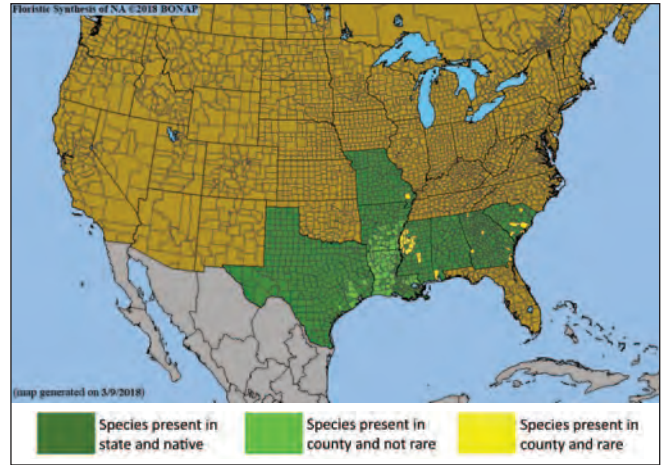 Floristic Synthesis of NA ©2018 BONAP
(map generated on 3/9/2018)
Species present in
state and native
Species present in
county and not rare
Species present in
county and rare